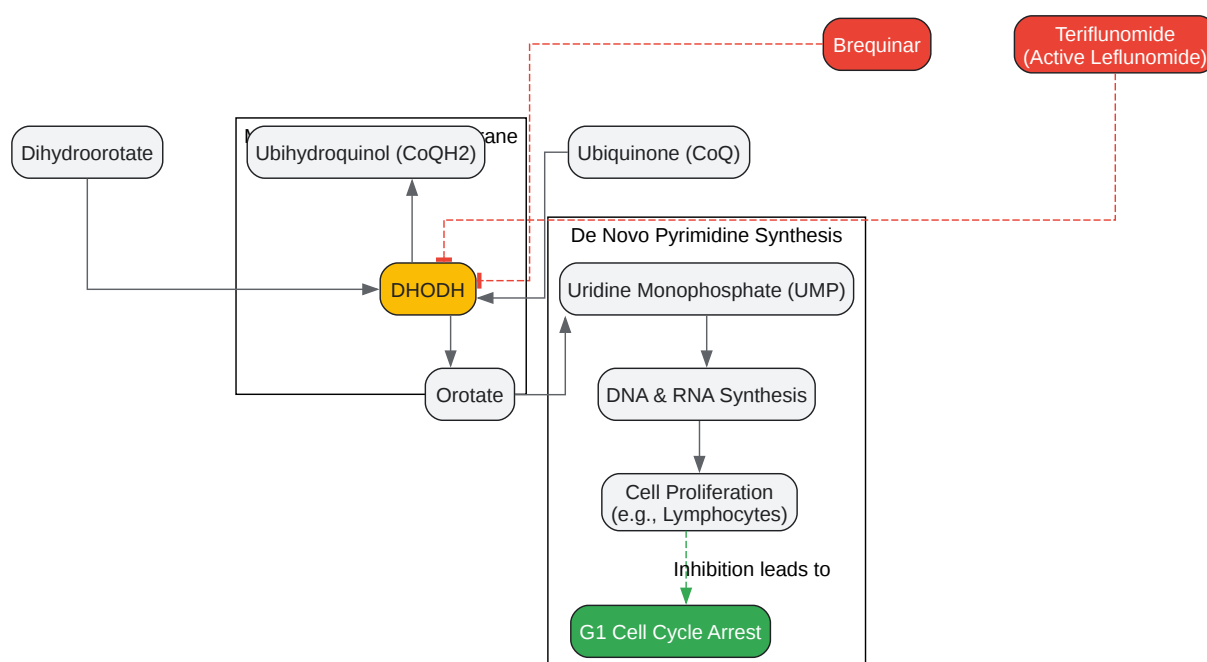 Brequinar
Teriflunomide
(Active Leflunomide)
Dihydroorotate
Ubihydroquinol (CoQH2)
Ubiquinone (CoQ)
De Novo Pyrimidine Synthesis
DHODH
Uridine Monophosphate (UMP)
Orotate
DNA & RNA Synthesis
Cell Proliferation
(e.g., Lymphocytes)
Inhibition leads to
G1 Cell Cycle Arrest